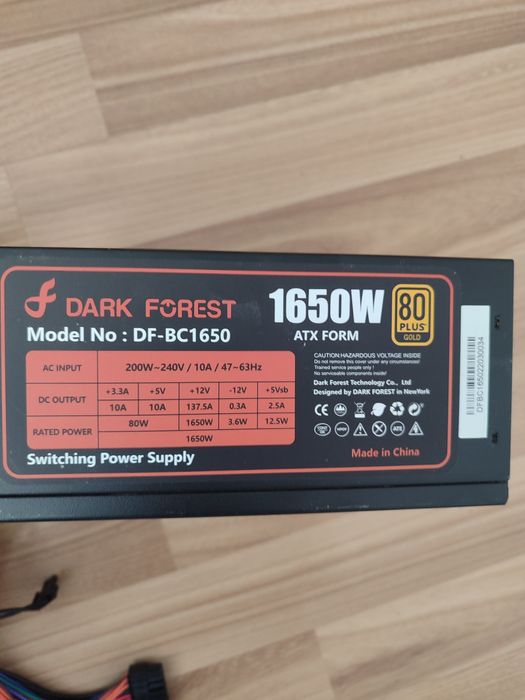 DARK FOREST
1650W
80
PLUS
GOLD
ATX FORM
Model No : DF-BC1650
AC INPUT
200W~240V / 10A / 47~63Hz
DC OUTPUT
+3.3A
+5V
+12V
-12V
+5Vsb
10A
10A
137.5A
0.3A
2.5A
RATED POWER
80W
1650W
3.6W
12.5W
1650W
Switching Power Supply
CAUTION:HAZARDOUS VOLTAGE INSIDE
Do not remove this cover under any circumstances!
Trained service people only !
No serviceable components inside!
Dark Forest Technology Co., Ltd
Designed by DARK FOREST in NewYork
CE
Made in China
DFBC165022030034